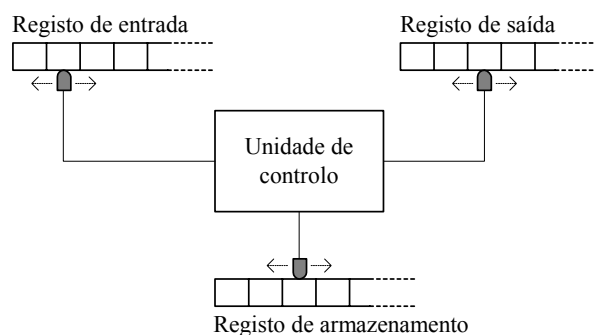 Registo de entrada
Registo de saída
Unidade de
controlo
Registo de armazenamento